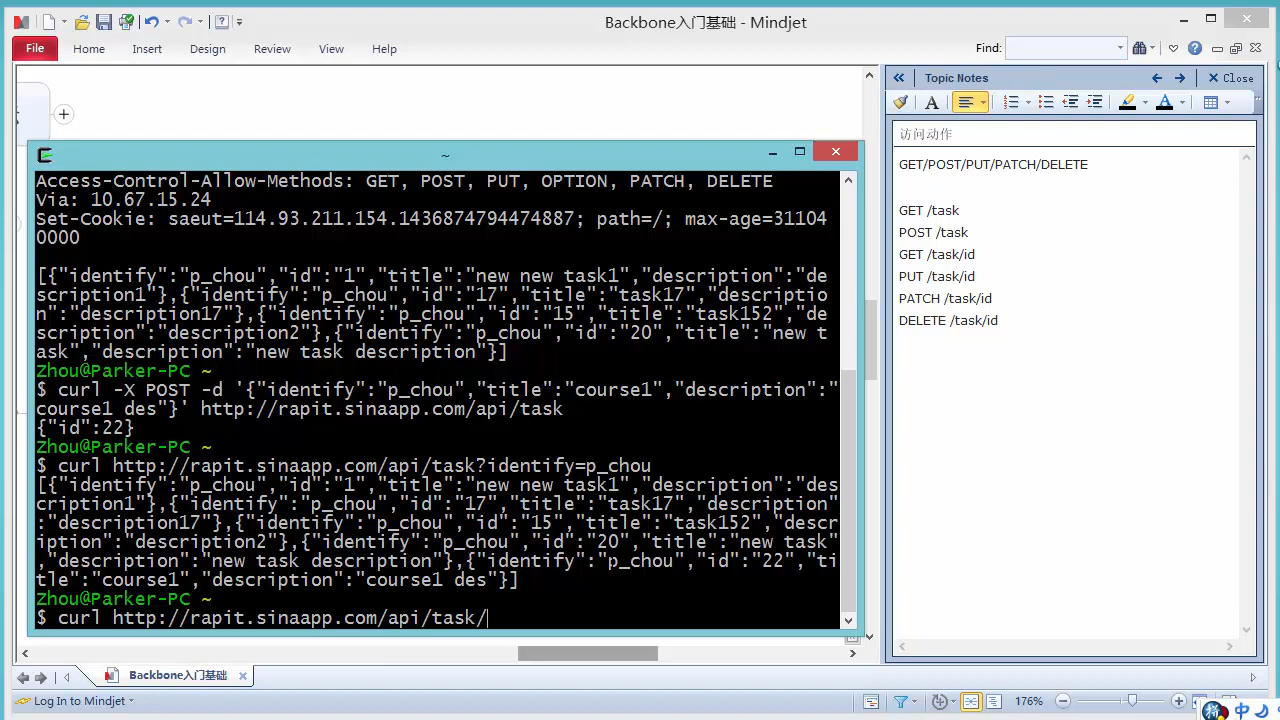 Backbone入门基础 - Mindjet
File Home Insert Design Review View Help
Find:
Topic Notes
Close
访问动作
GET/POST/PUT/PATCH/DELETE
GET /task
POST /task
GET /task/id
PUT /task/id
PATCH /task/id
DELETE /task/id
~
Access-Control-Allow-Methods: GET, POST, PUT, OPTION, PATCH, DELETE
Via: 10.67.15.24
Set-Cookie: saeut=114.93.211.154.1436874794474887; path=/; max-age=31104
0000
[{"identify":"p_chou","id":"1","title":"new new task1","description":"de
scription1"},{"identify":"p_chou","id":"17","title":"task17","descriptio
n":"description17"},{"identify":"p_chou","id":"15","title":"task152","de
scription":"description2"},{"identify":"p_chou","id":"20","title":"new t
ask","description":"new task description"}]
Zhou@Parker-PC ~
$ curl -X POST -d '{"identify":"p_chou","title":"course1","description":"
course1 des"}' http://rapit.sinaapp.com/api/task
{"id":22}
Zhou@Parker-PC ~
$ curl http://rapit.sinaapp.com/api/task?identify=p_chou
[{"identify":"p_chou","id":"1","title":"new new task1","description":"des
cription1"},{"identify":"p_chou","id":"17","title":"task17","description"
:"description17"},{"identify":"p_chou","id":"15","title":"task152","descr
iption":"description2"},{"identify":"p_chou","id":"20","title":"new task"
,"description":"new task description"},{"identify":"p_chou","id":"22","ti
tle":"course1","description":"course1 des"}]
Zhou@Parker-PC ~
$ curl http://rapit.sinaapp.com/api/task/
Backbone入门基础
Log In to Mindjet
176%
拼 中